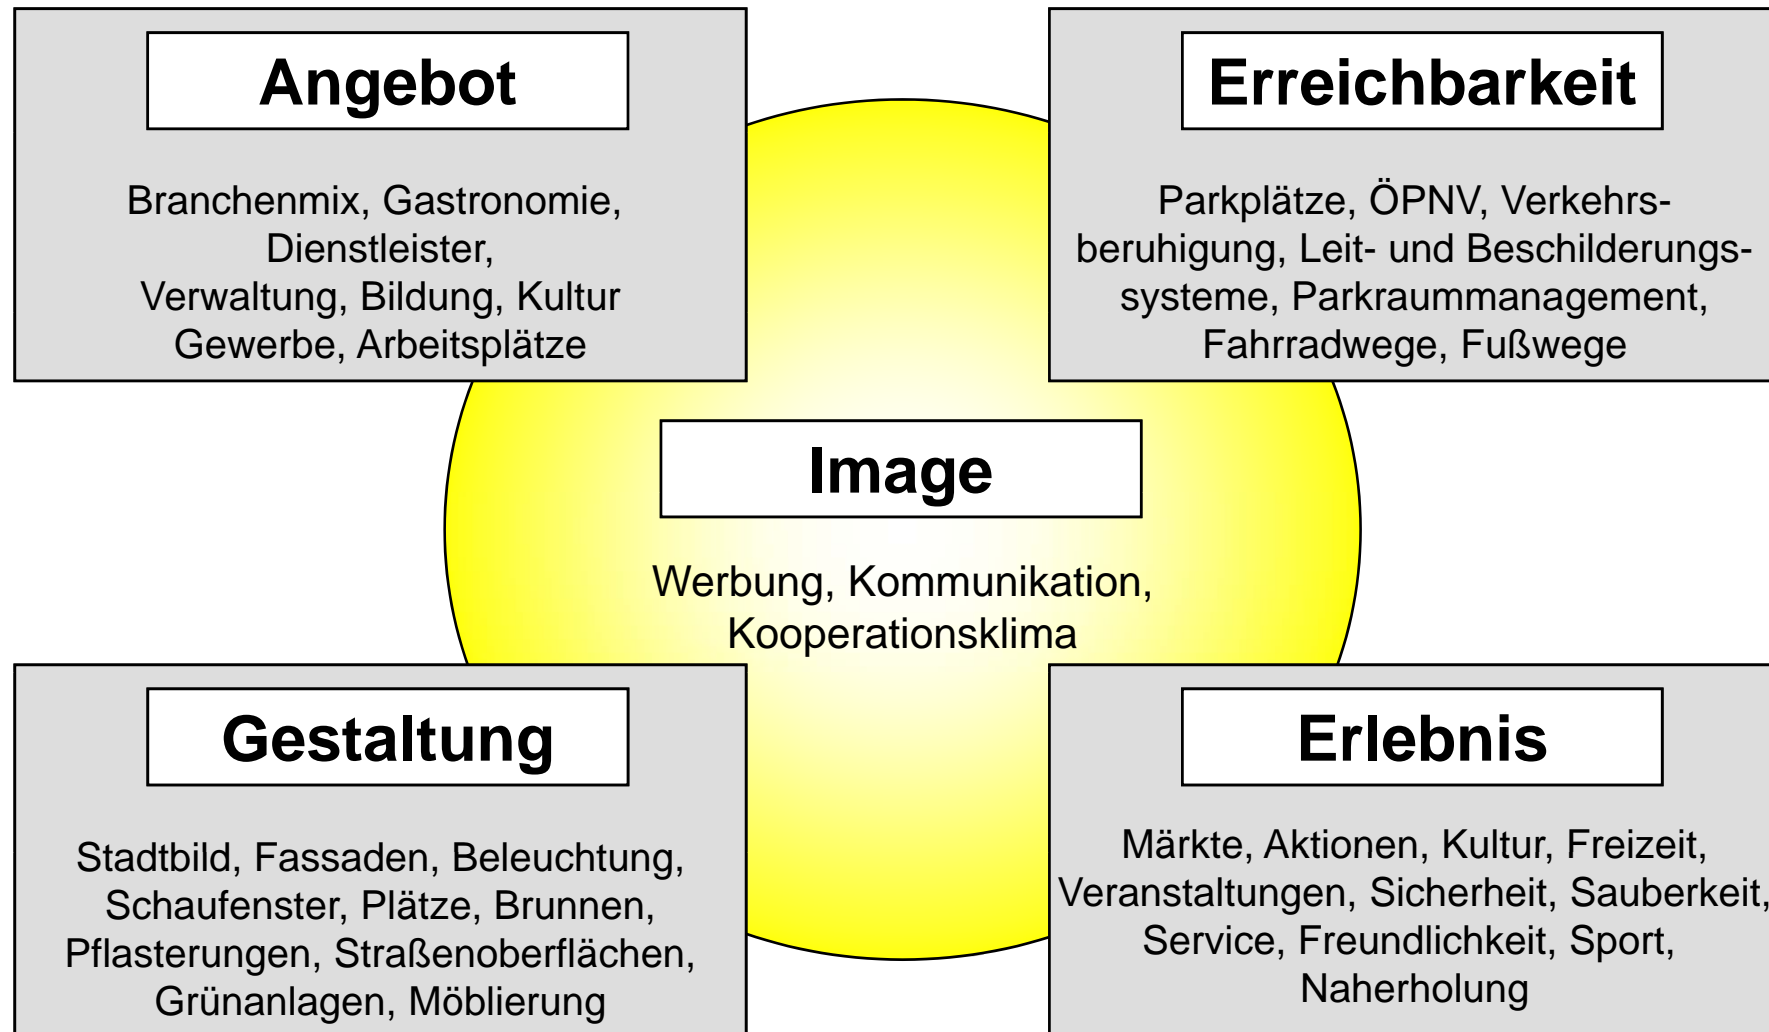 Angebot
Branchenmix, Gastronomie,
Dienstleister,
Verwaltung, Bildung, Kultur
Gewerbe, Arbeitsplätze
Erreichbarkeit
Parkplätze, ÖPNV, Verkehrs-
beruhigung, Leit- und Beschilderungs-
systeme, Parkraummanagement,
Fahrradwege, Fußwege
Image
Werbung, Kommunikation,
Kooperationsklima
Gestaltung
Stadtbild, Fassaden, Beleuchtung,
Schaufenster, Plätze, Brunnen,
Pflasterungen, Straßenoberflächen,
Grünanlagen, Möblierung
Erlebnis
Märkte, Aktionen, Kultur, Freizeit,
Veranstaltungen, Sicherheit, Sauberkeit,
Service, Freundlichkeit, Sport,
Naherholung